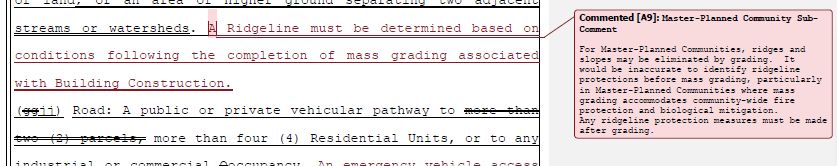 or land, or an area of higher ground separating two adjacent
streams or watersheds. A Ridgeline must be determined based on
conditions following the completion of mass grading associated
with Building Construction.
(ggii) Road: A public or private vehicular pathway to more than
two (2) parcels, more than four (4) Residential Units, or to any
industrial or commercial Ooccupancy. An emergency vehicle access
Commented [A9]: Master-Planned Community Sub-
Comment
For Master-Planned Communities, ridges and
slopes may be eliminated by grading. It
would be inaccurate to identify ridgeline
protections before mass grading, particularly
in Master-Planned Communities where mass
grading accommodates community-wide fire
protection and biological mitigation.
Any ridgeline protection measures must be made
after grading.